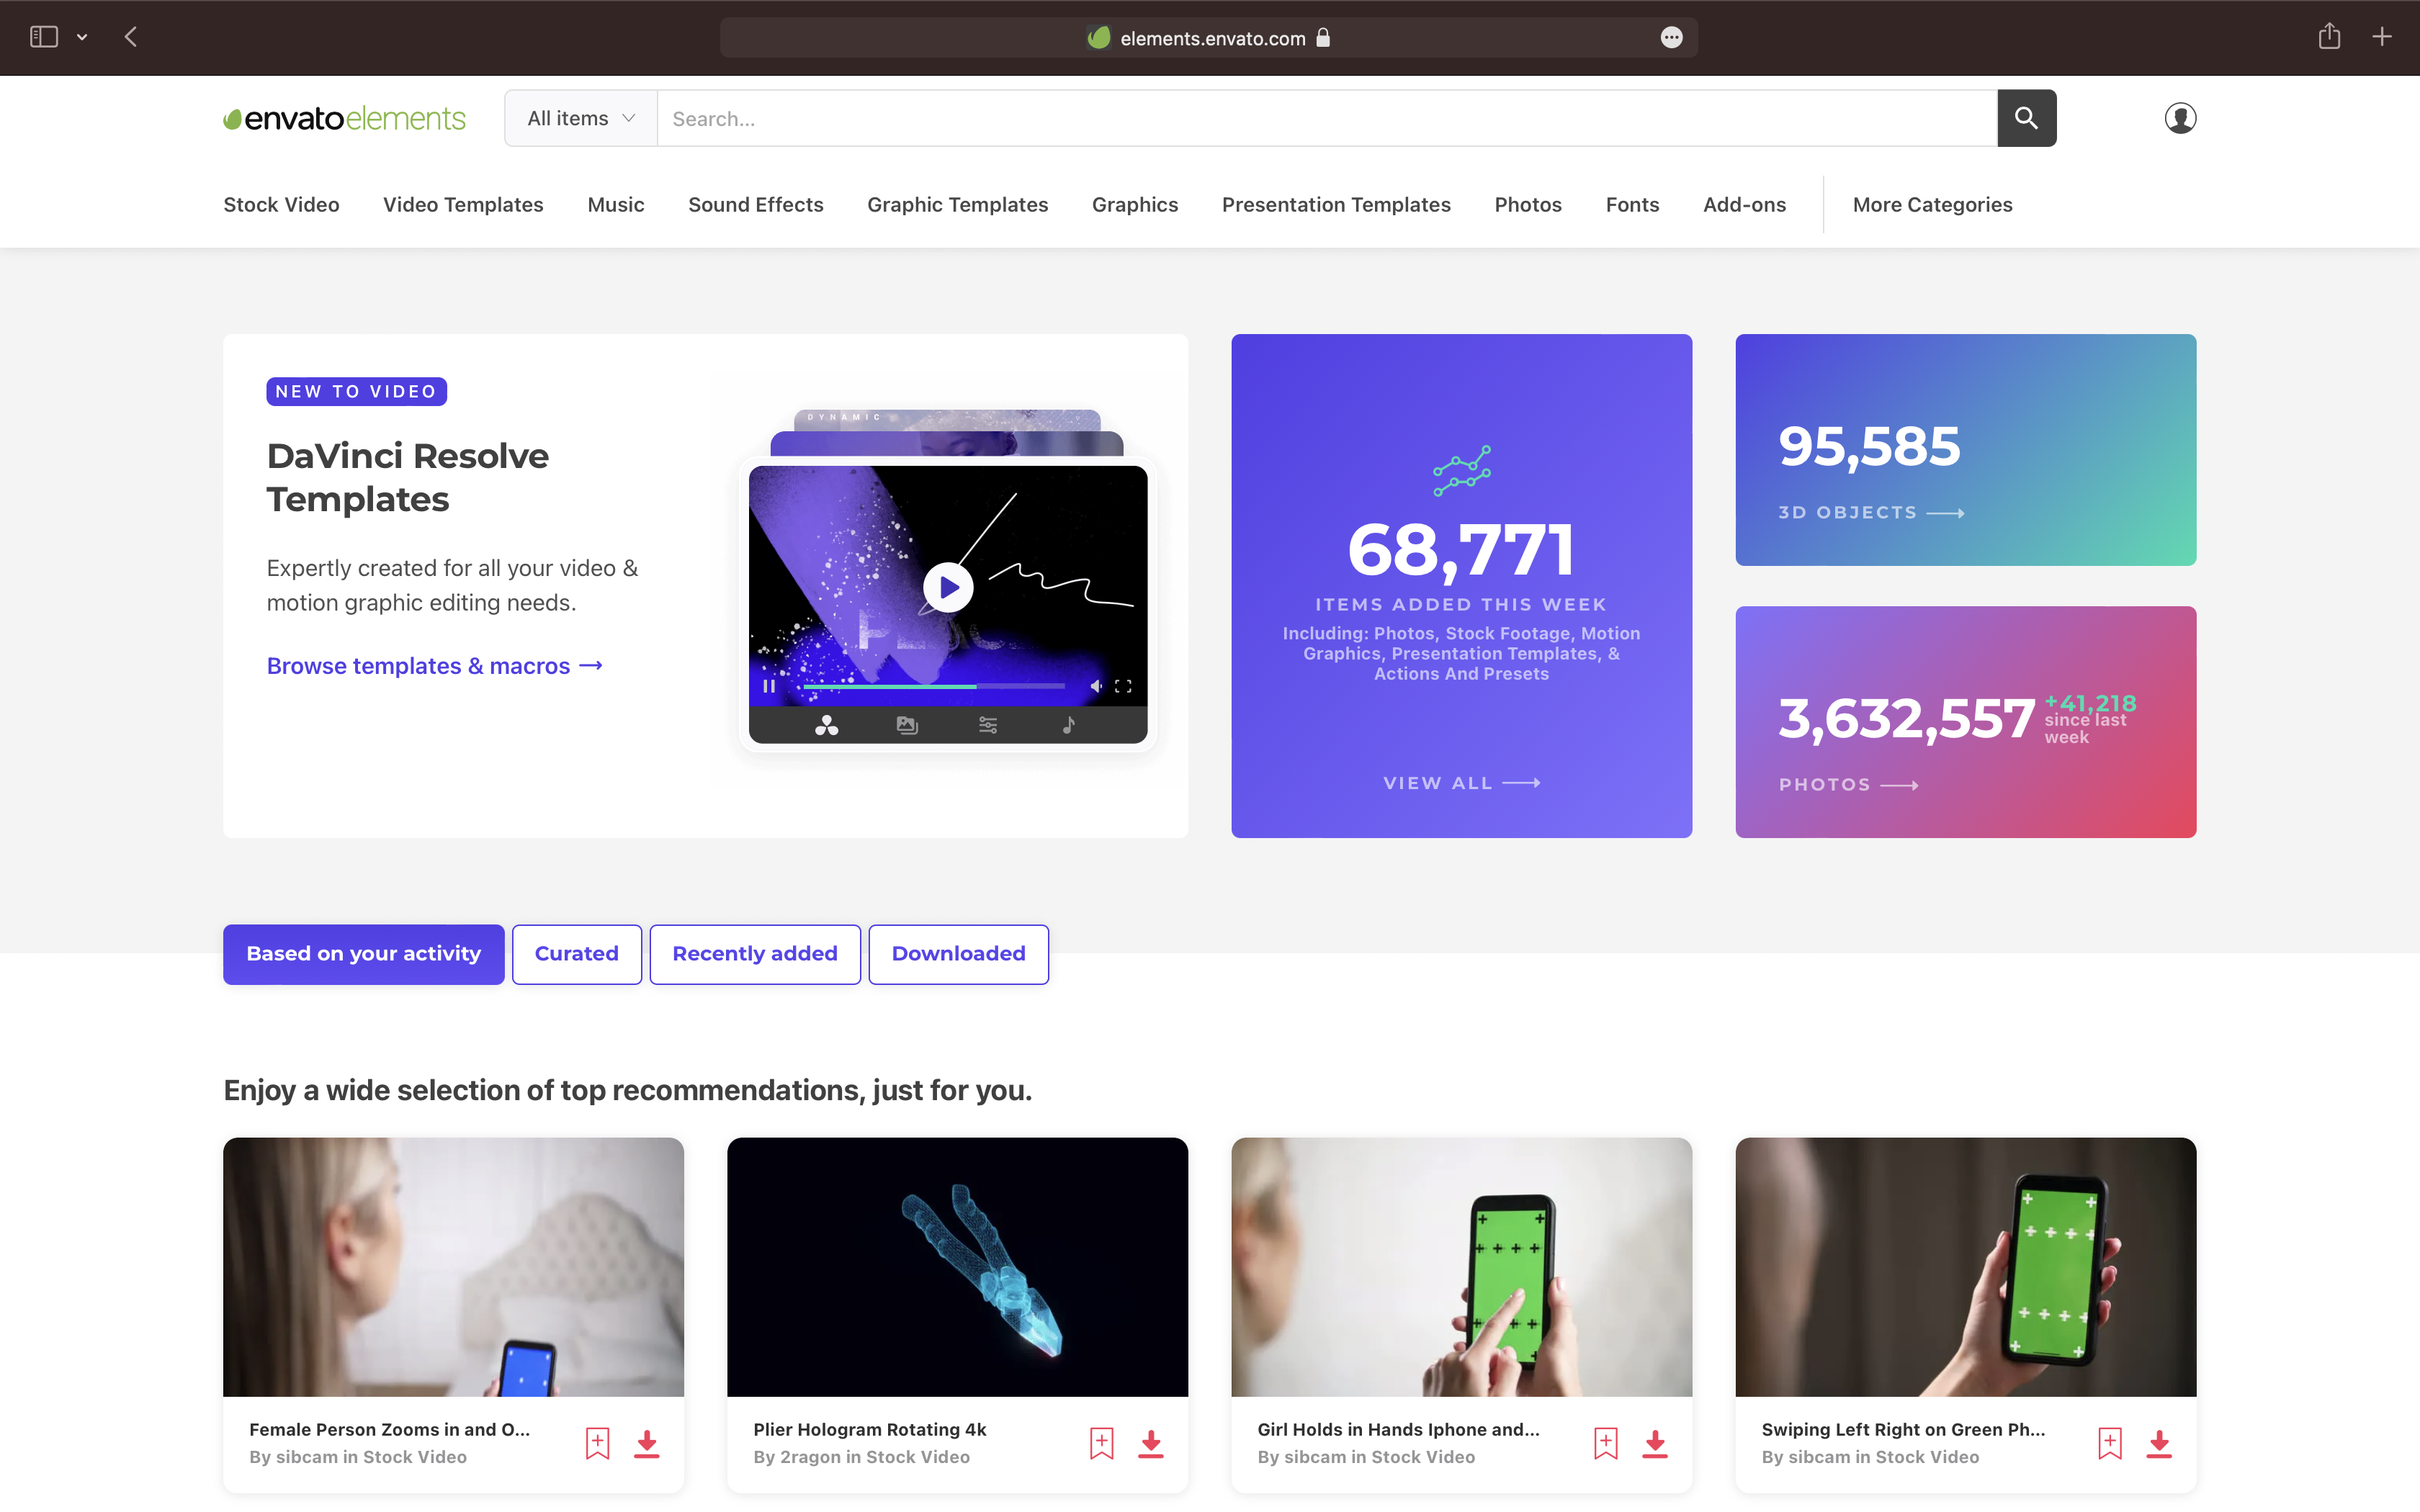 elements.envato.com
envatoelements
All items
Search...
Stock Video
Video Templates
Music
Sound Effects
Graphic Templates
Graphics
Presentation Templates
Photos
Fonts
Add-ons
More Categories
NEW TO VIDEO
DaVinci Resolve
Templates
Expertly created for all your video &
motion graphic editing needs.
Browse templates & macros
DYNAMIC
68,771
ITEMS ADDED THIS WEEK
Including: Photos, Stock Footage, Motion
Graphics, Presentation Templates, &
Actions And Presets
VIEW ALL
95,585
3D OBJECTS
3,632,557
+41,218
since last
week
PHOTOS
Based on your activity
Curated
Recently added
Downloaded
Enjoy a wide selection of top recommendations, just for you.
Female Person Zooms in and O...
By sibcam in Stock Video
Plier Hologram Rotating 4k
By 2ragon in Stock Video
Girl Holds in Hands Iphone and...
By sibcam in Stock Video
Swiping Left Right on Green Ph...
By sibcam in Stock Video